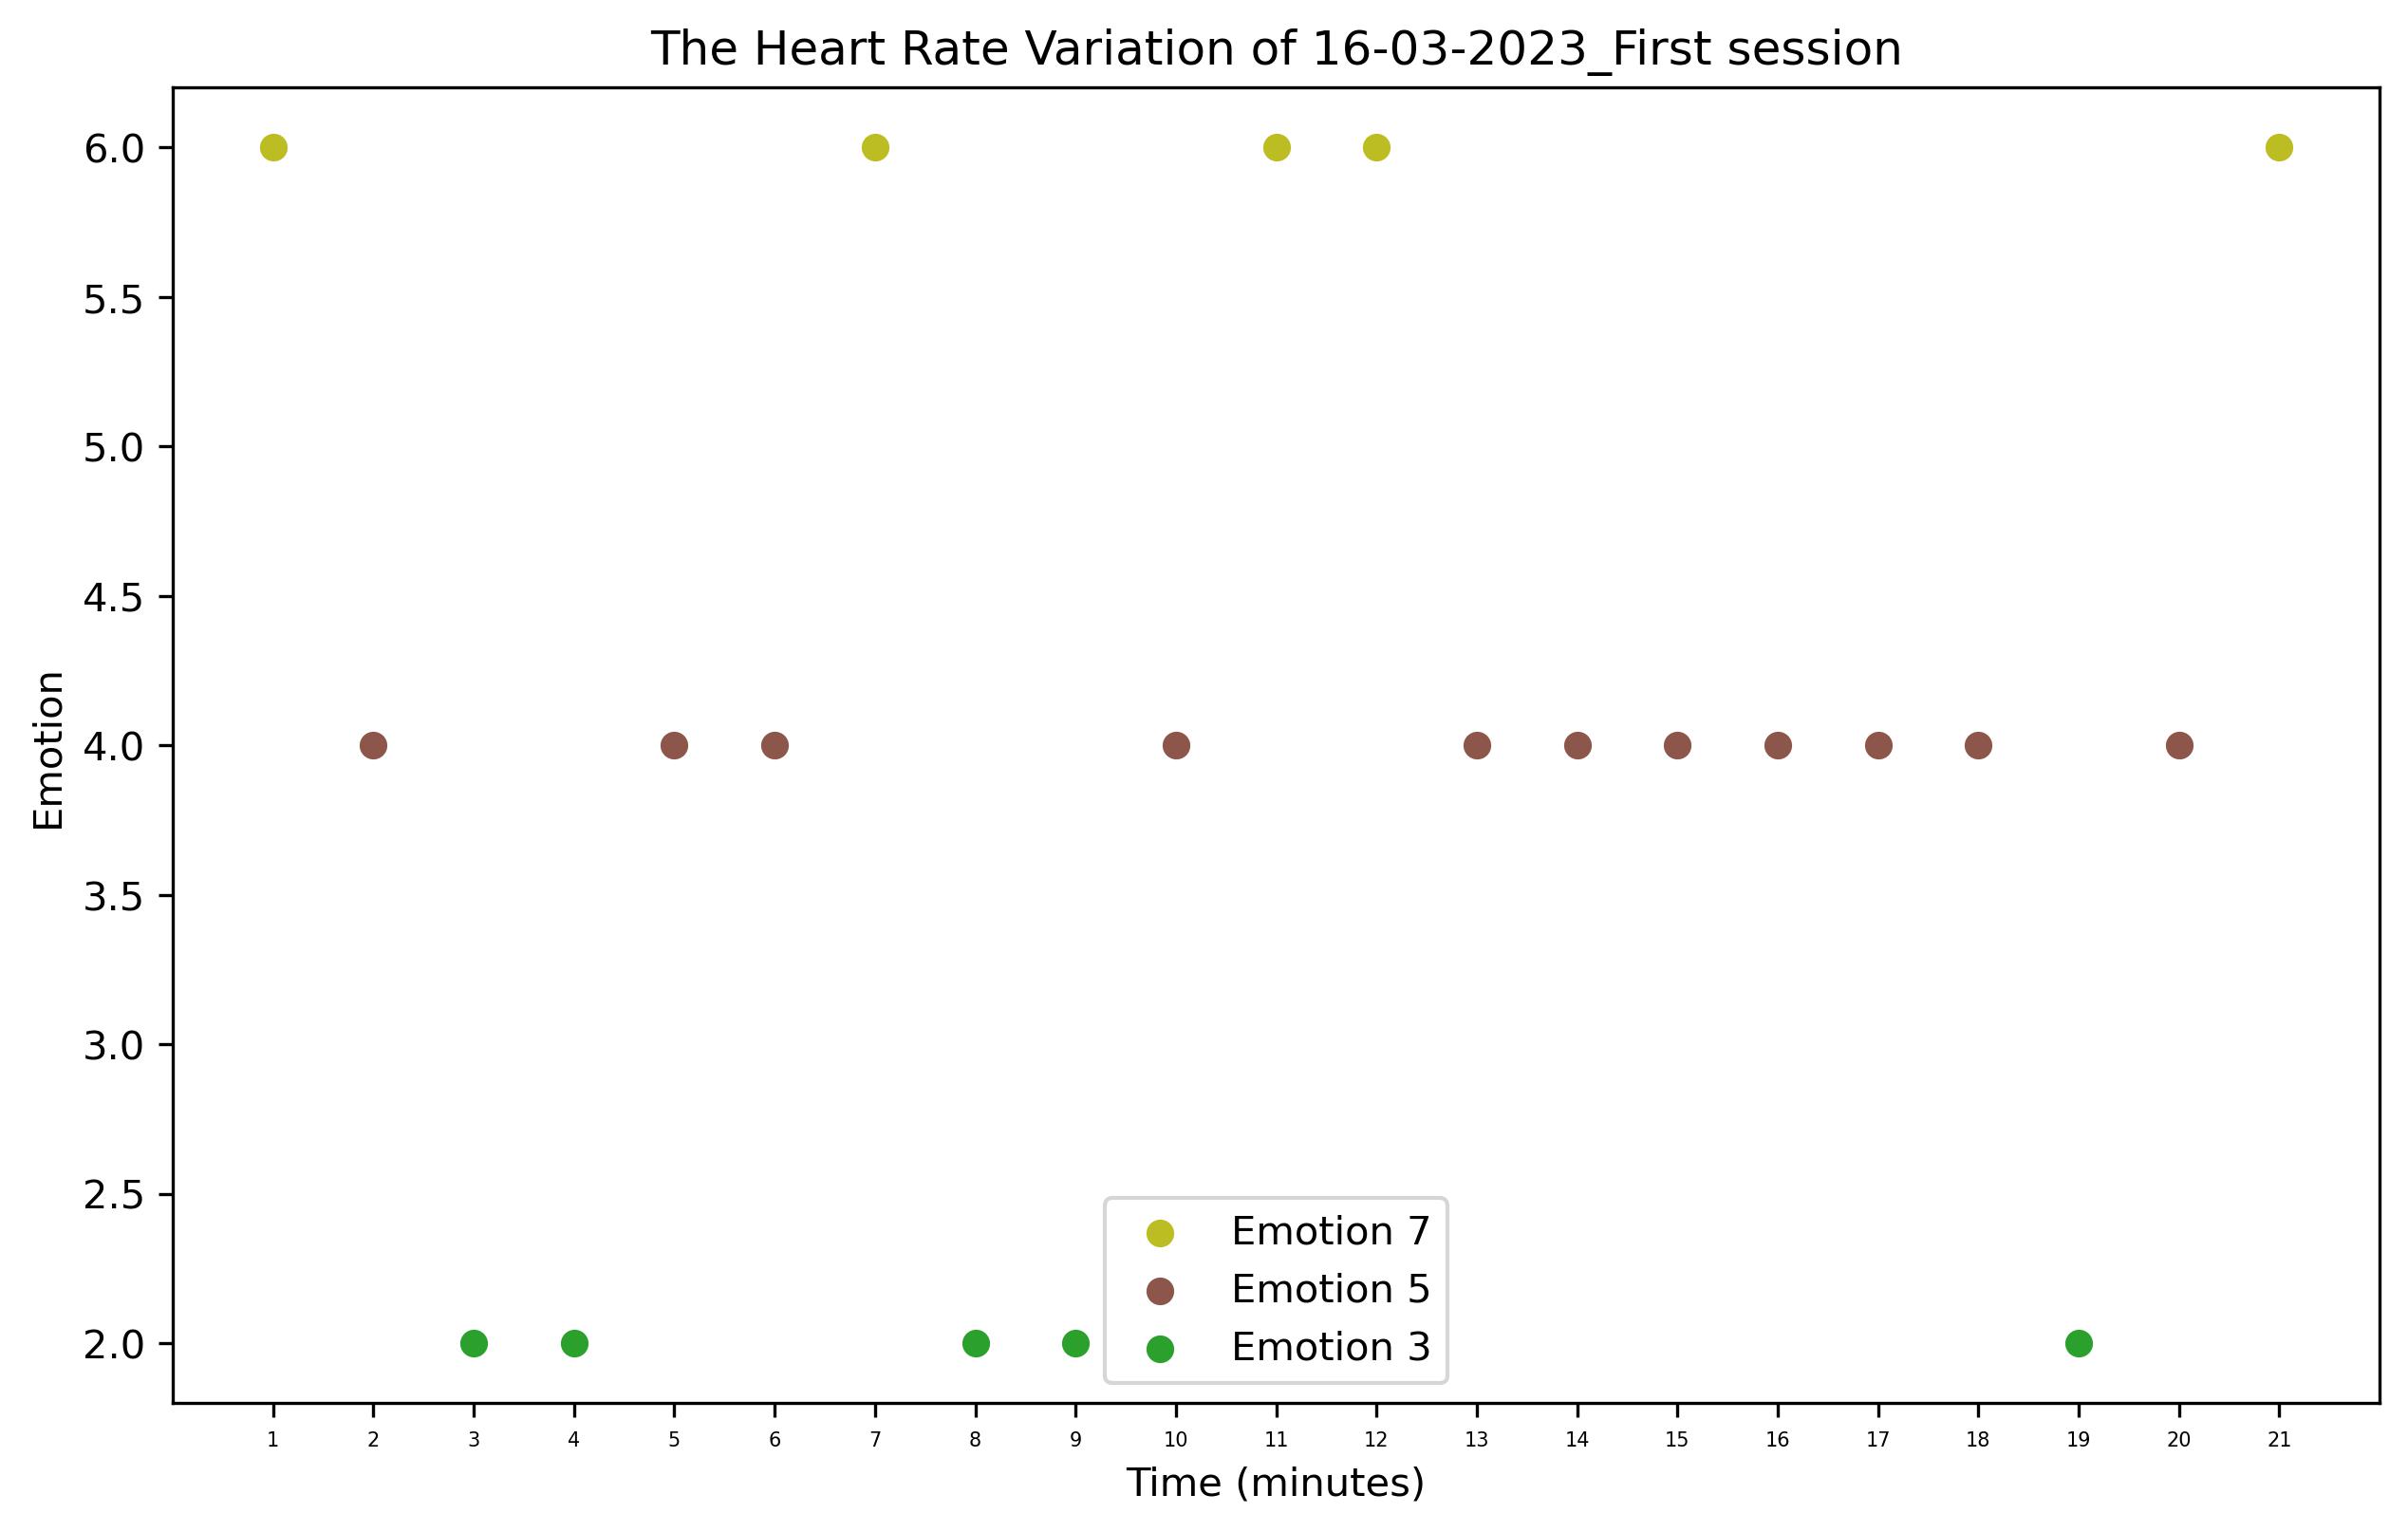 The Heart Rate Variation of 16-03-2023_First session
6.0
5.5
5.0
4.5
4.0
3.5
3.0
2.5
2.0
Emotion
Emotion 7
Emotion 5
Emotion 3
1 2 3 4 5 6 7 8 9 10 11 12 13 14 15 16 17 18 19 20 21
Time (minutes)